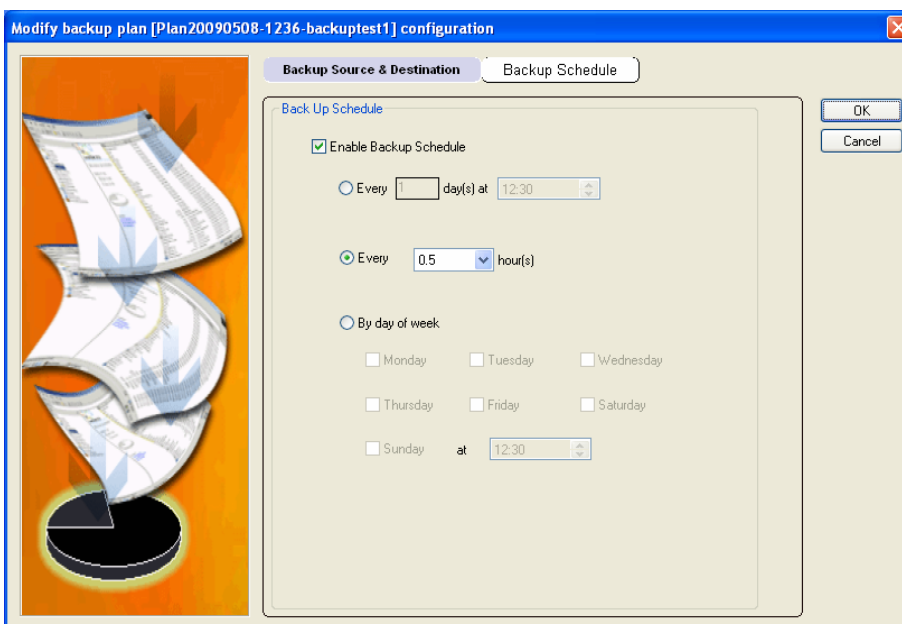 Modify backup plan [Plan20090508-1236-backuptest1] configuration
Backup Source & Destination Backup Schedule
Back Up Schedule
OK
Enable Backup Schedule
Cancel
Every 1 day(s) at 12:30
Every 0.5 hour(s)
By day of week
Monday Tuesday Wednesday
Thursday Friday Saturday
Sunday at 12:30